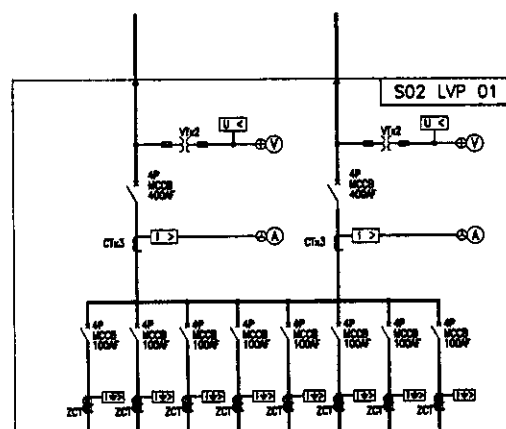 S02 LVP 01
VTx2
U <
V
VTx2
U <
V
4P
MCCB
400AF
4P
MCCB
400AF
CTx3
I >
A
CTx3
I >
A
4P
MCCB
100AF
4P
MCCB
100AF
4P
MCCB
100AF
4P
MCCB
100AF
4P
MCCB
100AF
4P
MCCB
100AF
4P
MCCB
100AF
4P
MCCB
100AF
ZCT
ZCT
ZCT
ZCT
ZCT
ZCT
ZCT
ZCT